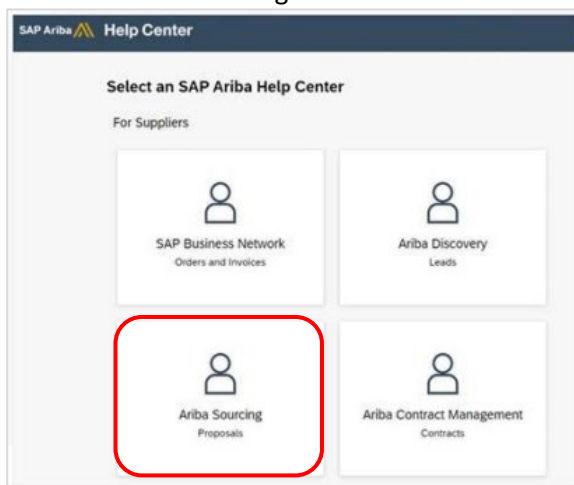 SAP Ariba Help Center
Select an SAP Ariba Help Center
For Suppliers
SAP Business Network
Orders and Invoices
Ariba Discovery
Leads
Ariba Sourcing
Proposals
Ariba Contract Management
Contracts